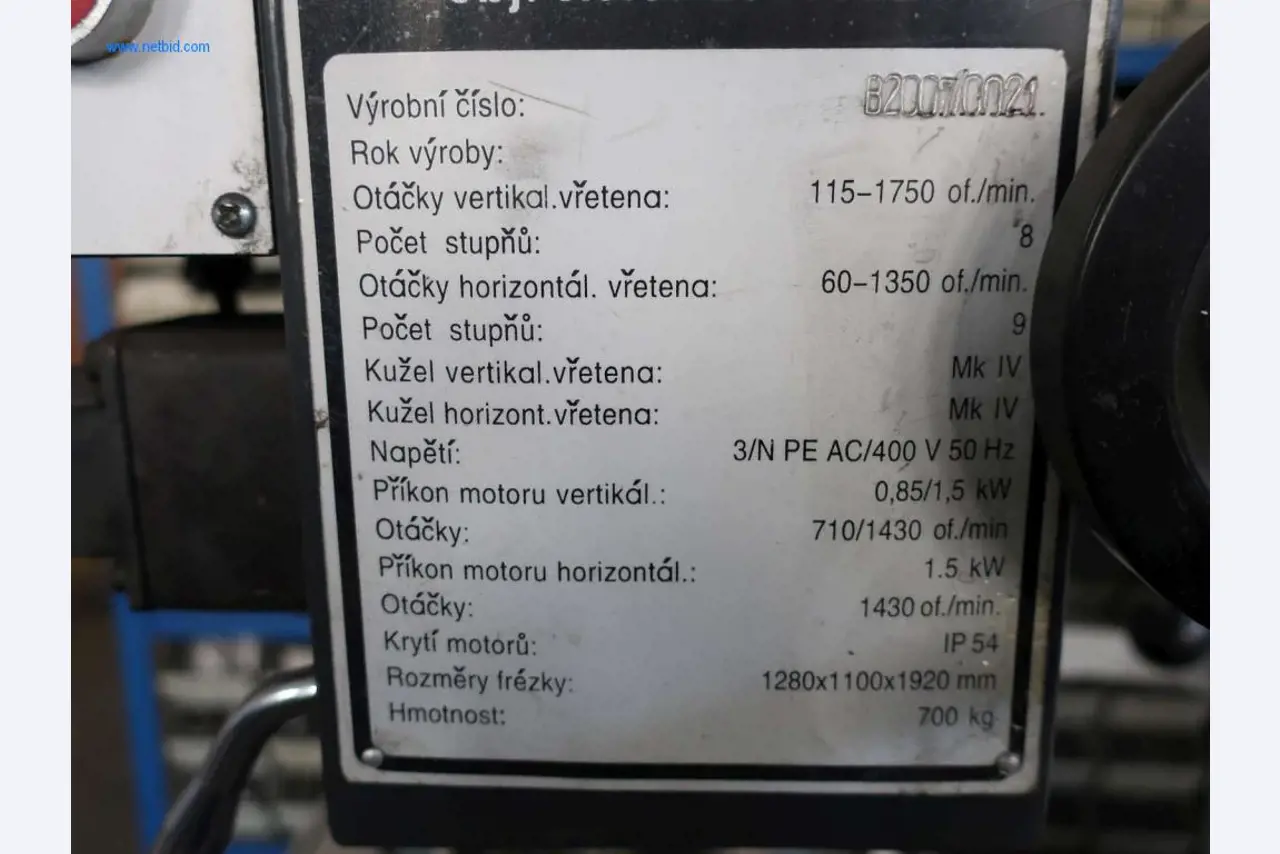 www.netbid.com
Výrobní číslo: B2007/0021.
Rok výroby:
Otáčky vertikal.vřetena: 115–1750 of./min.
Počet stupňů: 8
Otáčky horizontál. vřetena: 60–1350 of./min.
Počet stupňů: 9
Kužel vertikal.vřetena: Mk IV
Kužel horizont.vřetena: Mk IV
Napětí: 3/N PE AC/400 V 50 Hz
Příkon motoru vertikál.: 0,85/1,5 kW
Otáčky: 710/1430 of./min
Příkon motoru horizontál.: 1.5 kW
Otáčky: 1430 of./min.
Krytí motorů: IP 54
Rozměry frézky: 1280x1100x1920 mm
Hmotnost: 700 kg